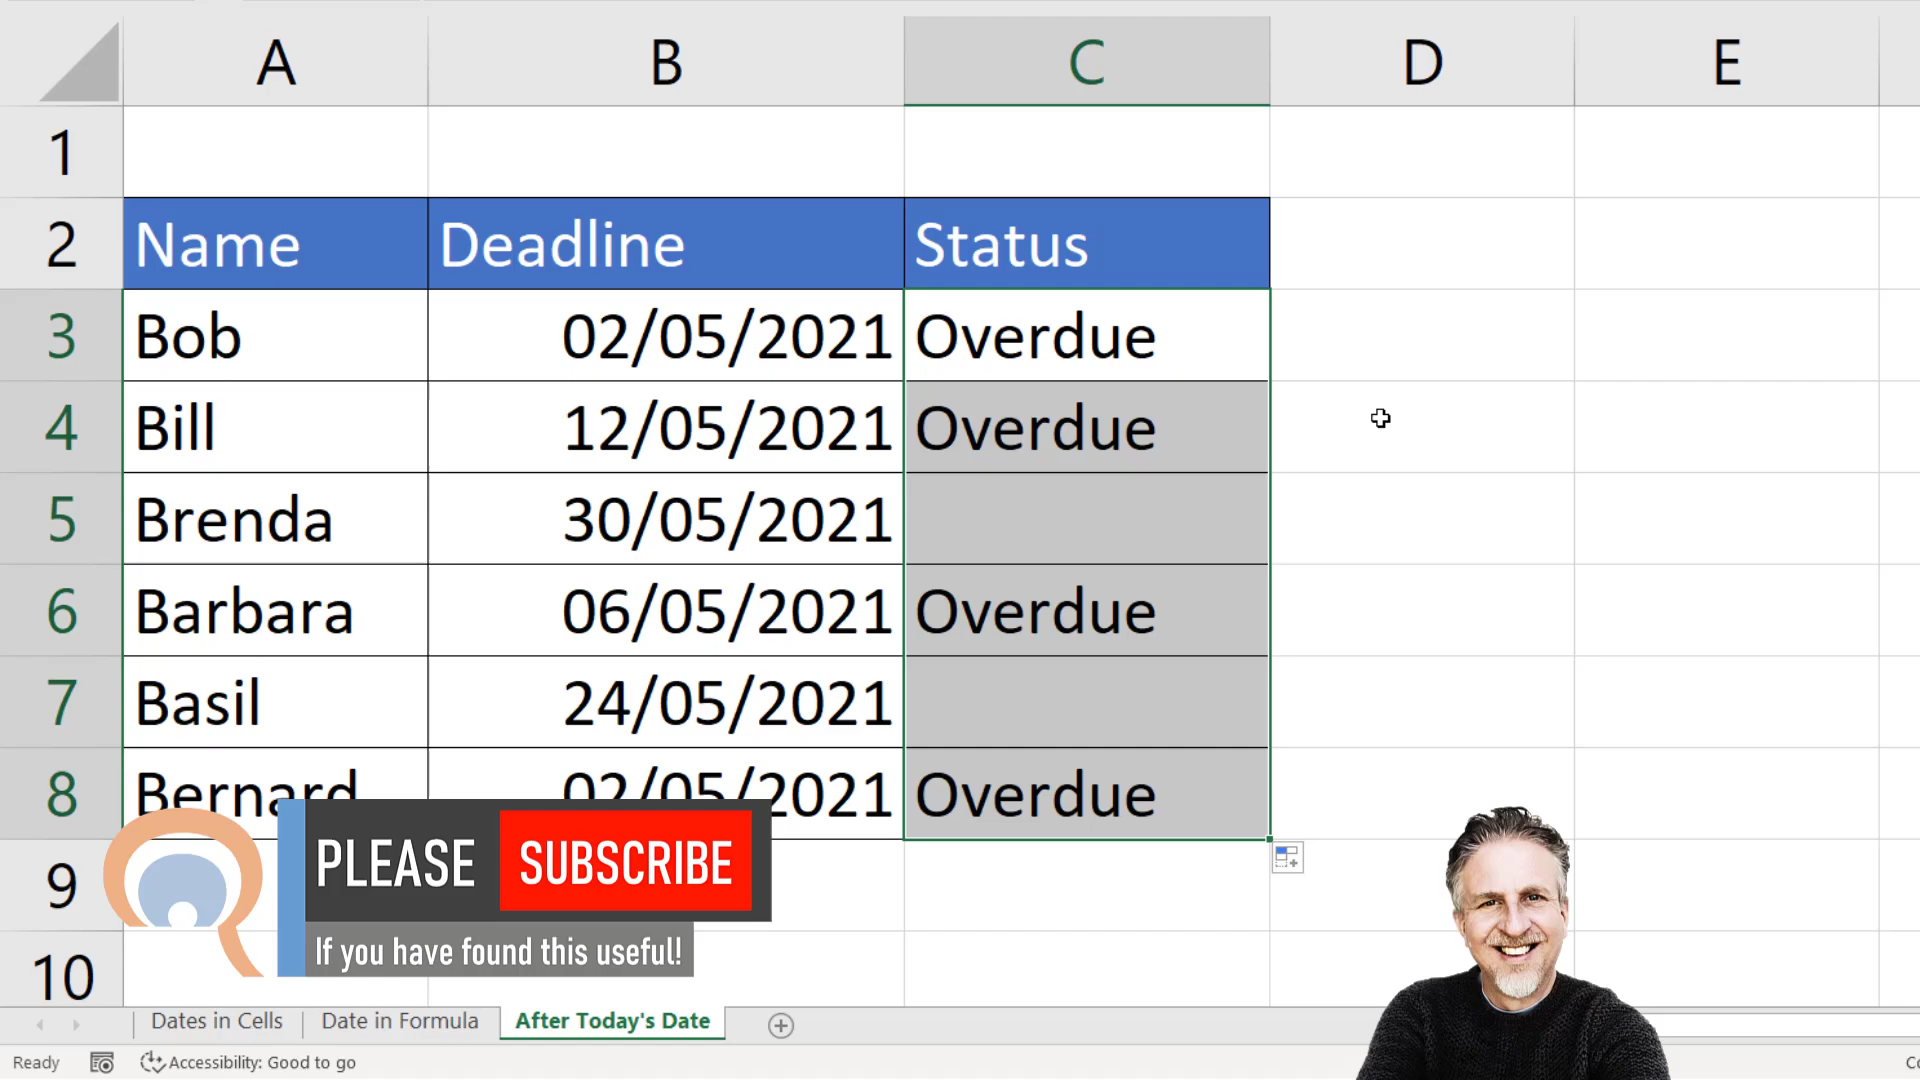 A B C D E
1
2 Name Deadline Status
3 Bob 02/05/2021 Overdue
4 Bill 12/05/2021 Overdue
5 Brenda 30/05/2021
6 Barbara 06/05/2021 Overdue
7 Basil 24/05/2021
8 Bernard 02/05/2021 Overdue
9
10
PLEASE SUBSCRIBE
If you have found this useful!
Dates in Cells Date in Formula After Today's Date
Ready Accessibility: Good to go